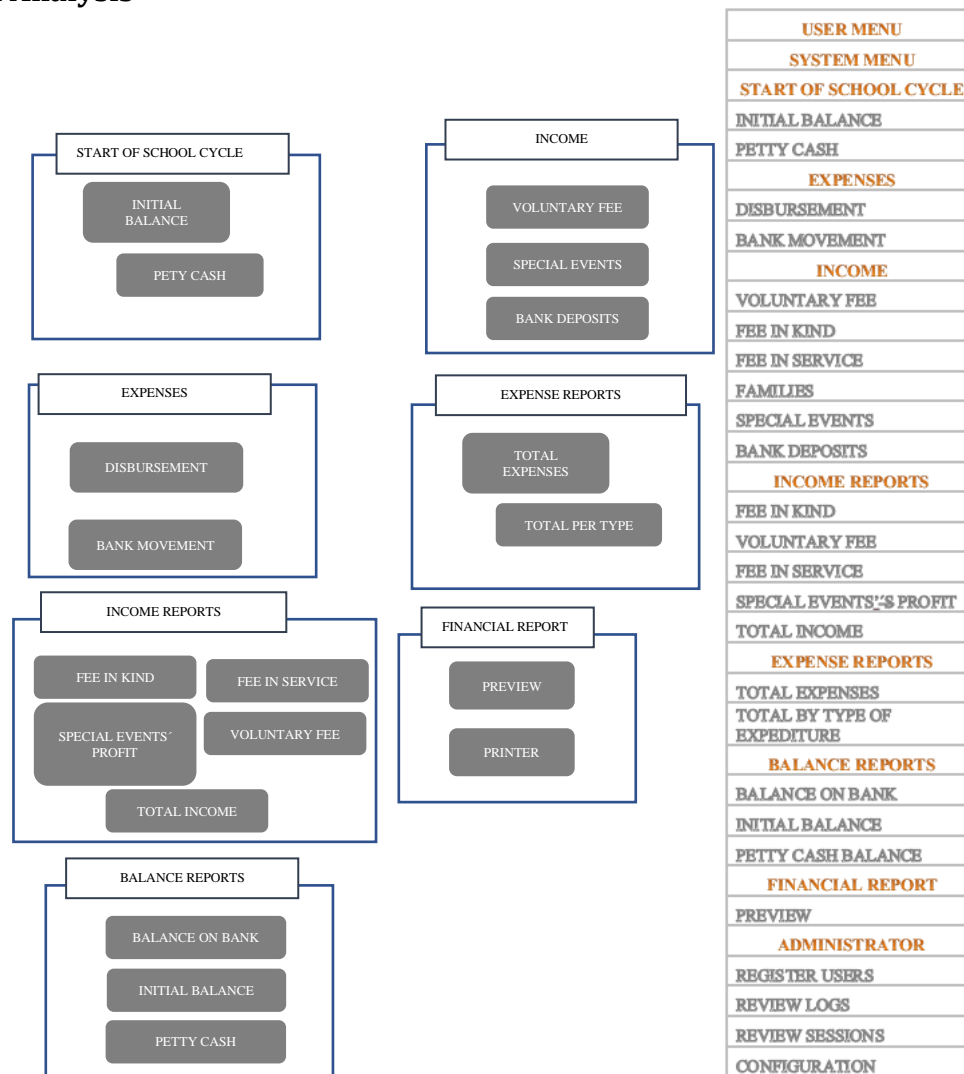 Analysis
START OF SCHOOL CYCLE
INITIAL
BALANCE
PETY CASH
INCOME
VOLUNTARY FEE
SPECIAL EVENTS
BANK DEPOSITS
EXPENSES
DISBURSEMENT
BANK MOVEMENT
EXPENSE REPORTS
TOTAL
EXPENSES
TOTAL PER TYPE
INCOME REPORTS
FEE IN KIND
FEE IN SERVICE
SPECIAL EVENTS´
PROFIT
VOLUNTARY FEE
TOTAL INCOME
FINANCIAL REPORT
PREVIEW
PRINTER
BALANCE REPORTS
BALANCE ON BANK
INITIAL BALANCE
PETTY CASH
USER MENU
SYSTEM MENU
START OF SCHOOL CYCLE
INITIAL BALANCE
PETTY CASH
EXPENSES
DISBURSEMENT
BANK MOVEMENT
INCOME
VOLUNTARY FEE
FEE IN KIND
FEE IN SERVICE
FAMILIES
SPECIAL EVENTS
BANK DEPOSITS
INCOME REPORTS
FEE IN KIND
VOLUNTARY FEE
FEE IN SERVICE
SPECIAL EVENTS'´S PROFIT
TOTAL INCOME
EXPENSE REPORTS
TOTAL EXPENSES
TOTAL BY TYPE OF
EXPEDITURE
BALANCE REPORTS
BALANCE ON BANK
INITIAL BALANCE
PETTY CASH BALANCE
FINANCIAL REPORT
PREVIEW
ADMINISTRATOR
REGISTER USERS
REVIEW LOGS
REVIEW SESSIONS
CONFIGURATION